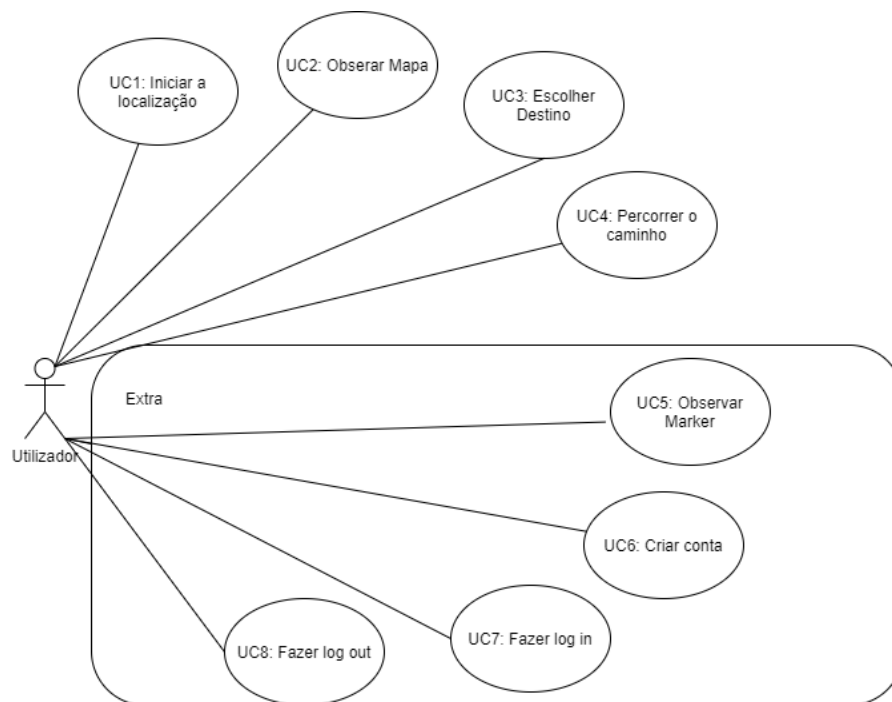 UC1: Iniciar a
localização
UC2: Obserar Mapa
UC3: Escolher
Destino
UC4: Percorrer o
caminho
Utilizador
Extra
UC5: Observar
Marker
UC6: Criar conta
UC7: Fazer log in
UC8: Fazer log out